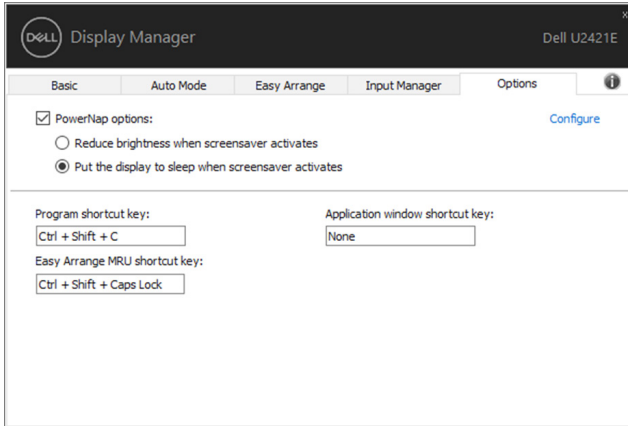 x
DELL Display Manager Dell U2421E
Basic Auto Mode Easy Arrange Input Manager Options i
PowerNap options: Configure
Reduce brightness when screensaver activates
Put the display to sleep when screensaver activates
Program shortcut key: Application window shortcut key:
Ctrl + Shift + C None
Easy Arrange MRU shortcut key:
Ctrl + Shift + Caps Lock